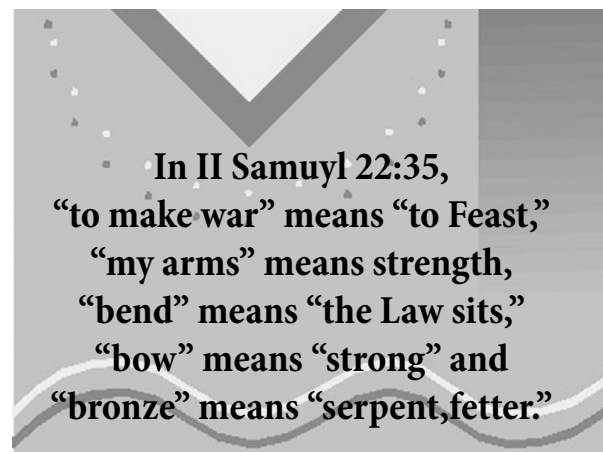 In II Samuyl 22:35,
“to make war” means “to Feast,”
“my arms” means strength,
“bend” means “the Law sits,”
“bow” means “strong” and
“bronze” means “serpent,fetter.”